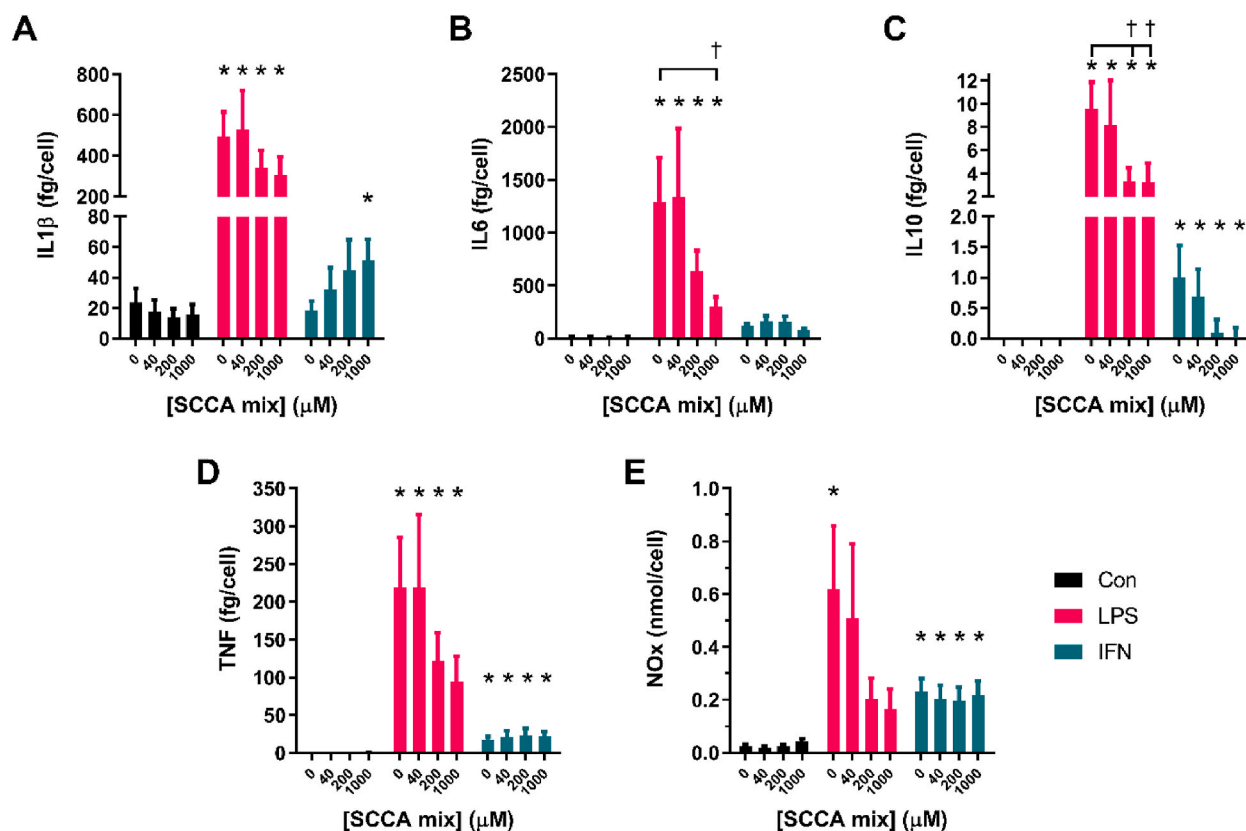 A
IL1β (fg/cell)
800
600
400
200
80
60
40
20
0
* * * *
*
0 40 200 1000 0 40 200 1000 0 40 200 1000
[SCCA mix] (μM)
B
IL6 (fg/cell)
2500
2000
1500
1000
500
0
†
* * * *
0 40 200 1000 0 40 200 1000 0 40 200 1000
[SCCA mix] (μM)
C
IL10 (fg/cell)
12
10
8
6
4
2
2.0
1.5
1.0
0.5
0.0
† †
* * * *
* * * *
0 40 200 1000 0 40 200 1000 0 40 200 1000
[SCCA mix] (μM)
D
TNF (fg/cell)
350
300
250
200
150
100
50
0
* * * *
* * * *
0 40 200 1000 0 40 200 1000 0 40 200 1000
[SCCA mix] (μM)
E
NOx (nmol/cell)
1.0
0.8
0.6
0.4
0.2
0.0
*
* * * *
0 40 200 1000 0 40 200 1000 0 40 200 1000
[SCCA mix] (μM)
Con
LPS
IFN